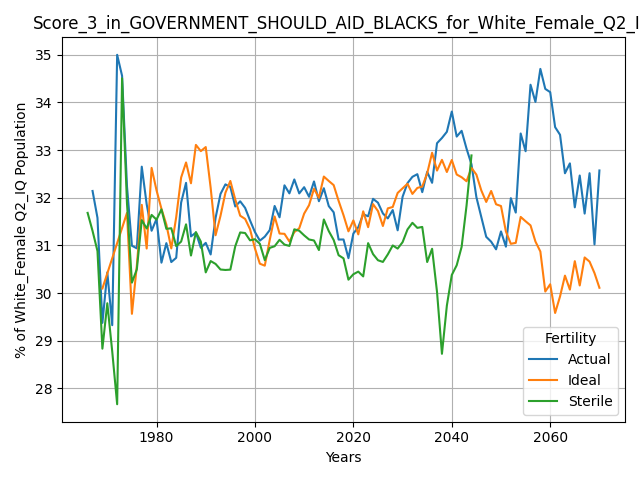 Score_3_in_GOVERNMENT_SHOULD_AID_BLACKS_for_White_Female_Q2_I
% of White_Female Q2_IQ Population
35
34
33
32
31
30
29
28
1980
2000
2020
2040
2060
Years
Fertility
Actual
Ideal
Sterile